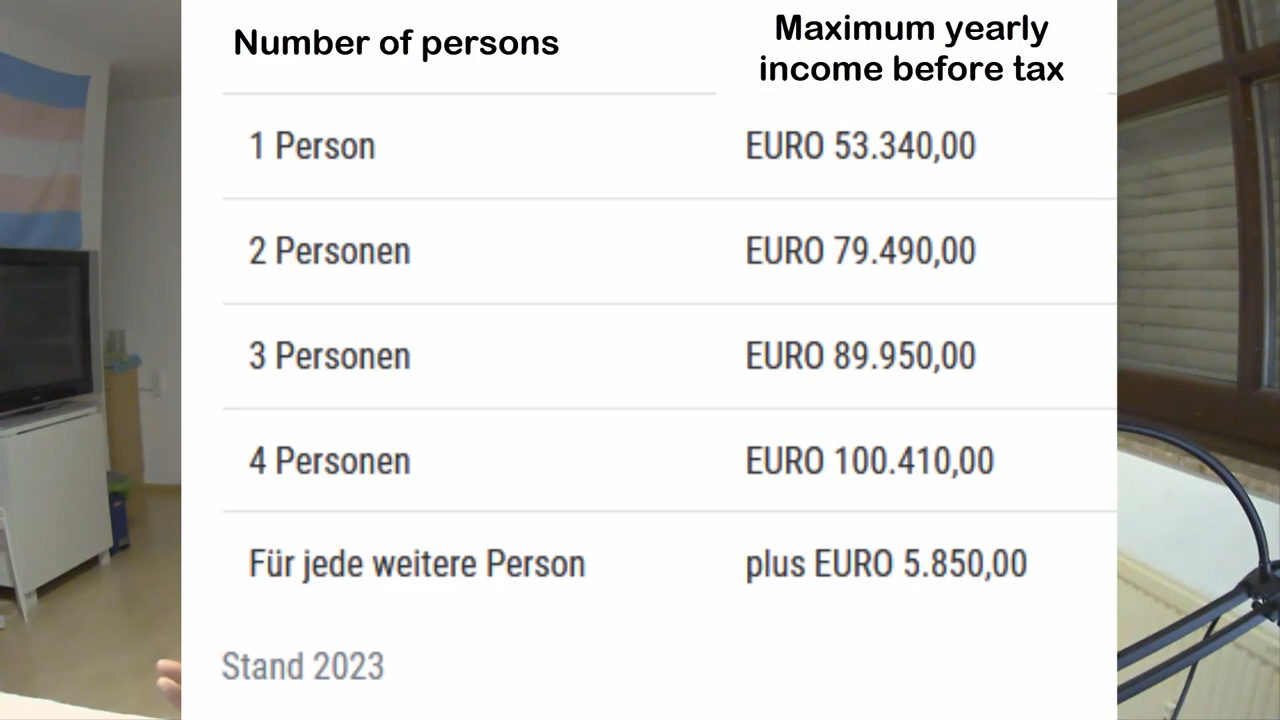 Number of persons
Maximum yearly
income before tax
1 Person
EURO 53.340,00
2 Personen
EURO 79.490,00
3 Personen
EURO 89.950,00
4 Personen
EURO 100.410,00
Für jede weitere Person
plus EURO 5.850,00
Stand 2023